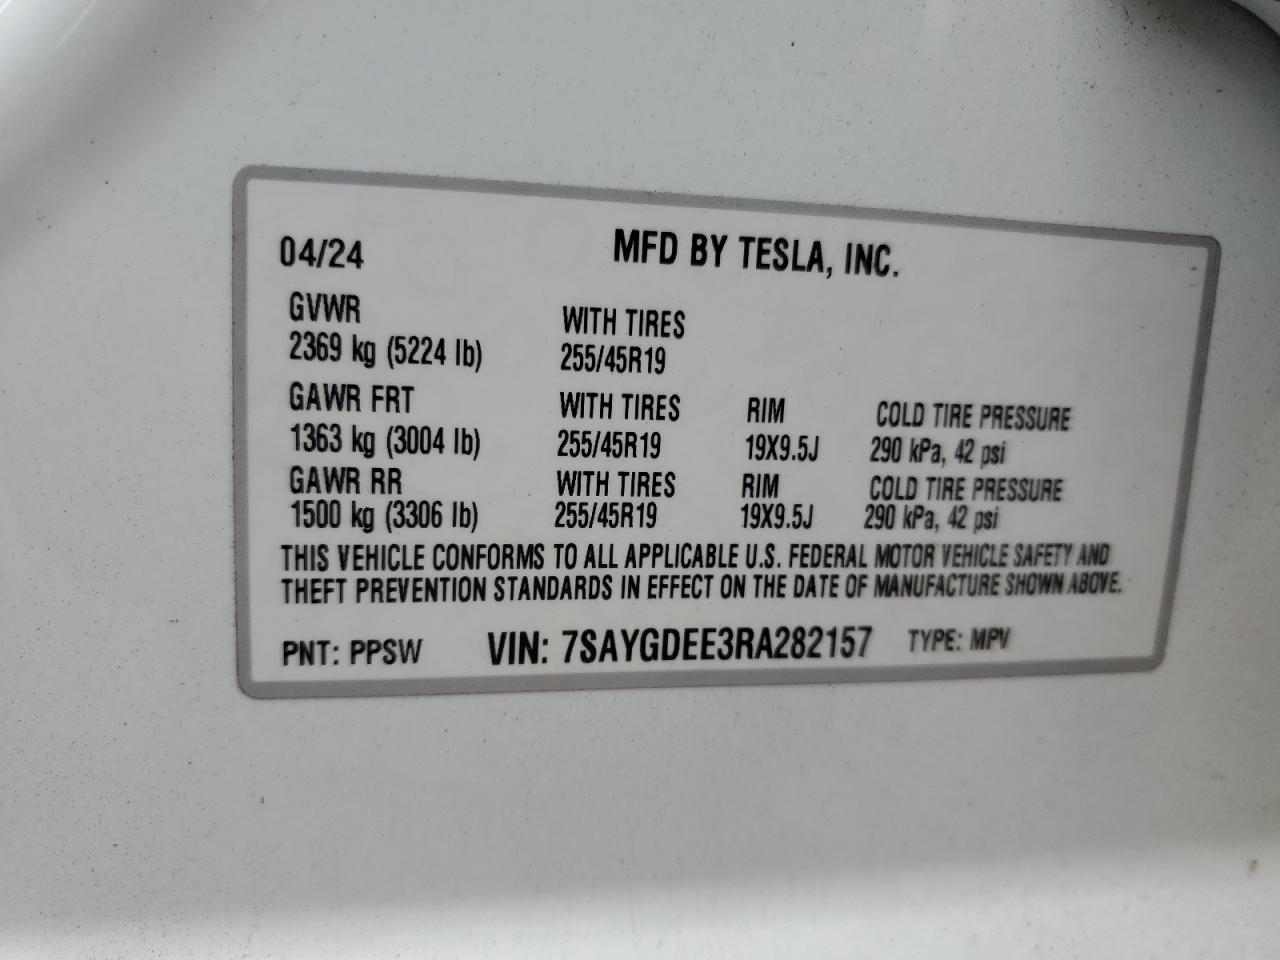 04/24 MFD BY TESLA, INC.
GVWR WITH TIRES
2369 kg (5224 lb) 255/45R19
GAWR FRT WITH TIRES RIM COLD TIRE PRESSURE
1363 kg (3004 lb) 255/45R19 19X9.5J 290 kPa, 42 psi
GAWR RR WITH TIRES RIM COLD TIRE PRESSURE
1500 kg (3306 lb) 255/45R19 19X9.5J 290 kPa, 42 psi
THIS VEHICLE CONFORMS TO ALL APPLICABLE U.S. FEDERAL MOTOR VEHICLE SAFETY AND
THEFT PREVENTION STANDARDS IN EFFECT ON THE DATE OF MANUFACTURE SHOWN ABOVE.
PNT: PPSW VIN: 7SAYGDEE3RA282157 TYPE: MPV